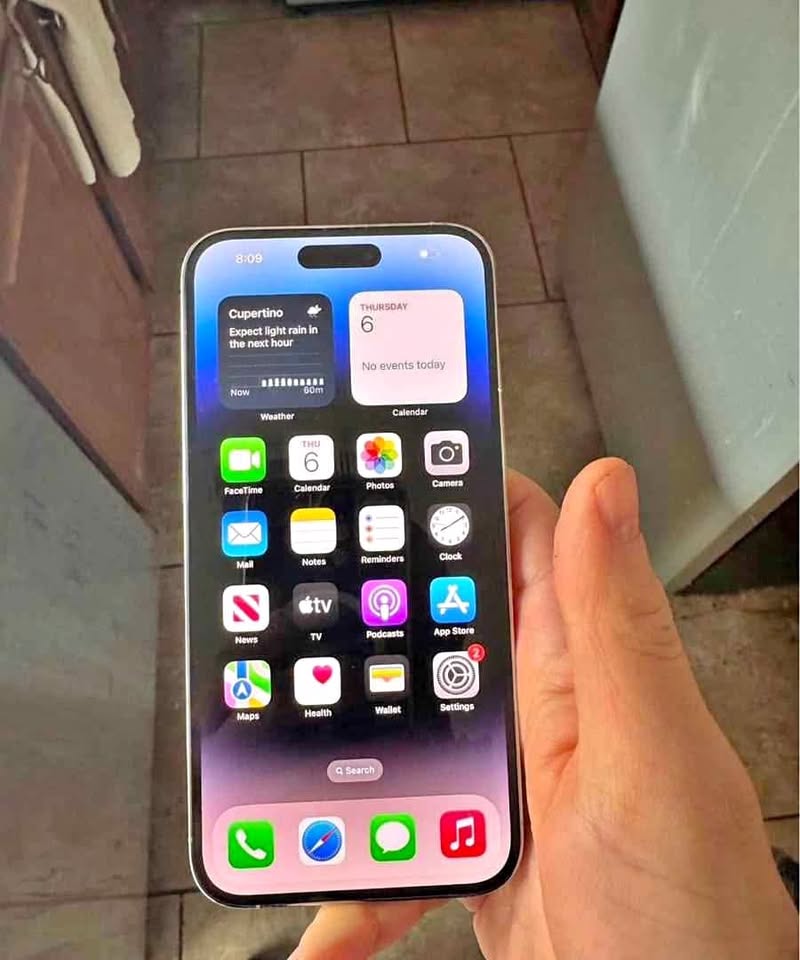 8:09
Cupertino
Expect light rain in
the next hour
Now 60m
Weather
THURSDAY
6
No events today
Calendar
FaceTime
THU
6
Calendar
Photos
Camera
Mail
Notes
Reminders
Clock
News
tv
TV
Podcasts
App Store
Maps
Health
Wallet
2
Settings
Search